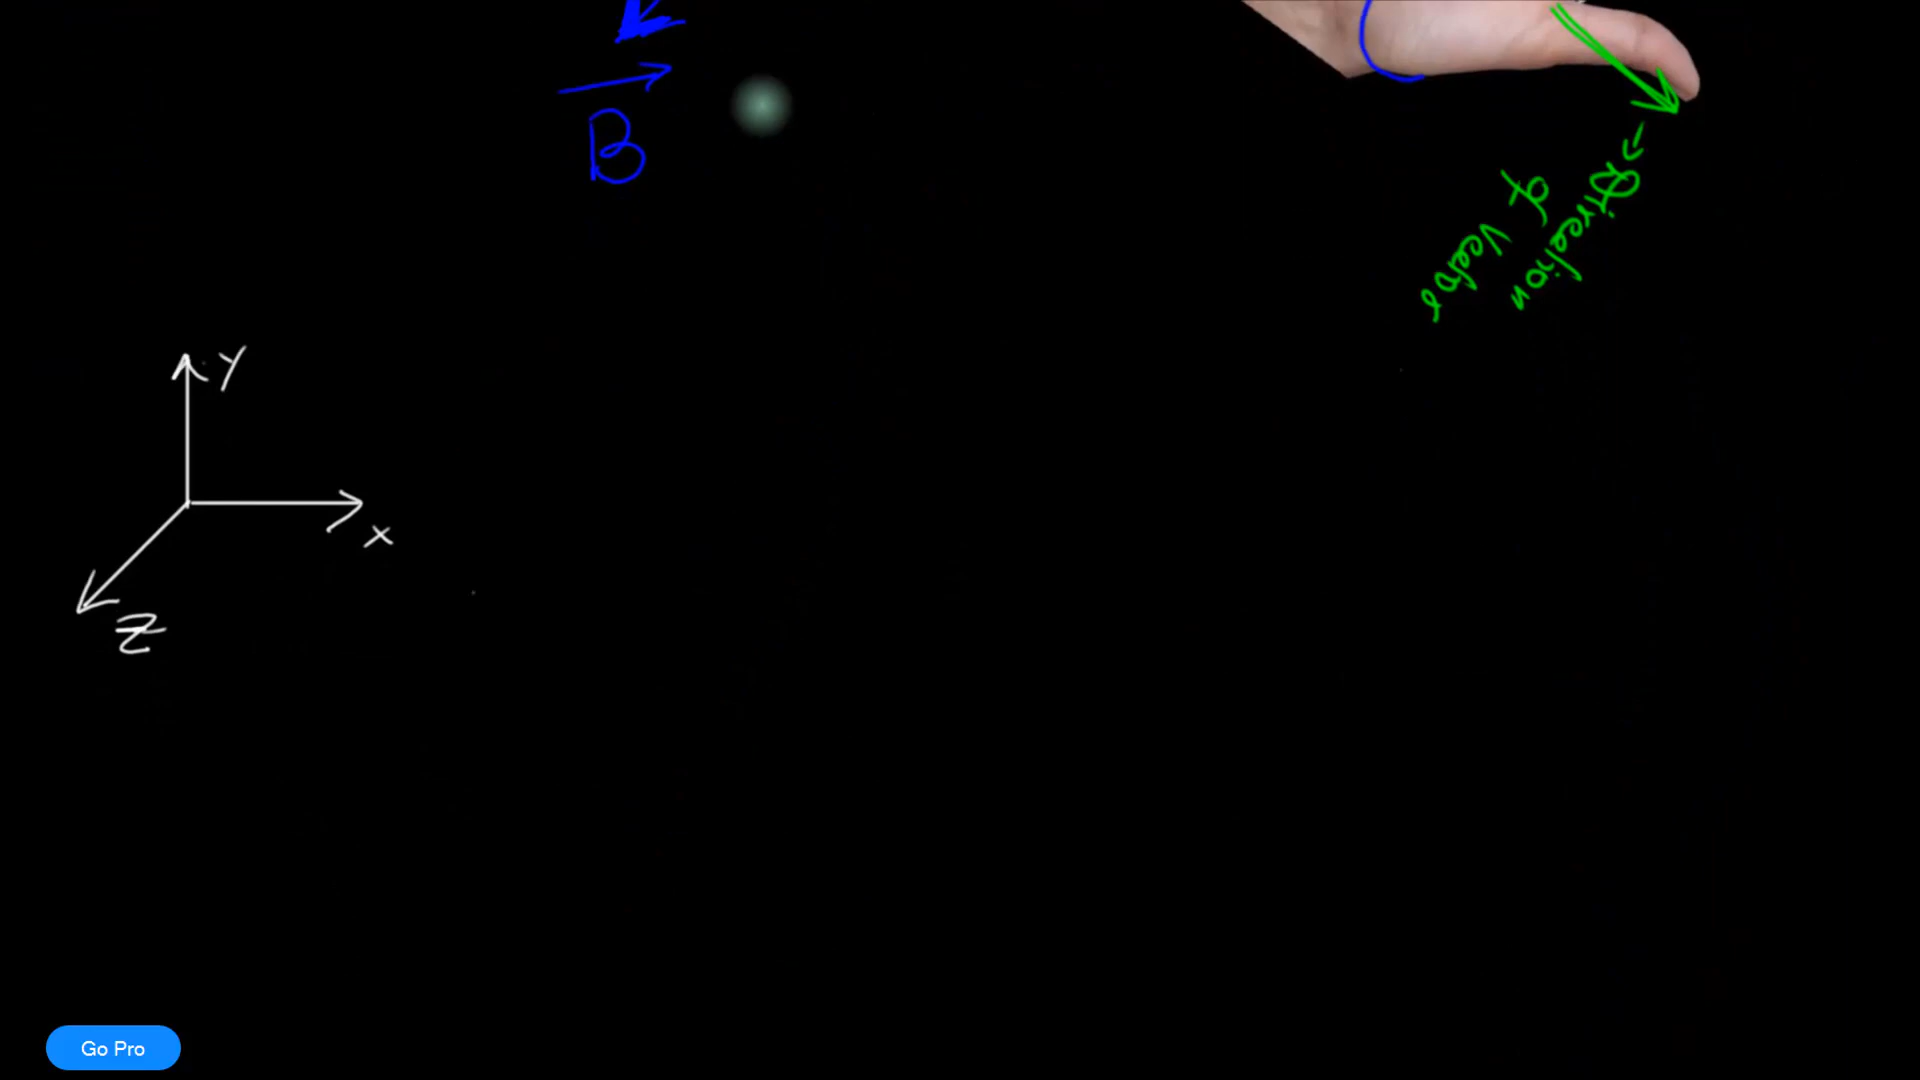 B
→ Direction
of
Vector
Y
x
Z
Go Pro